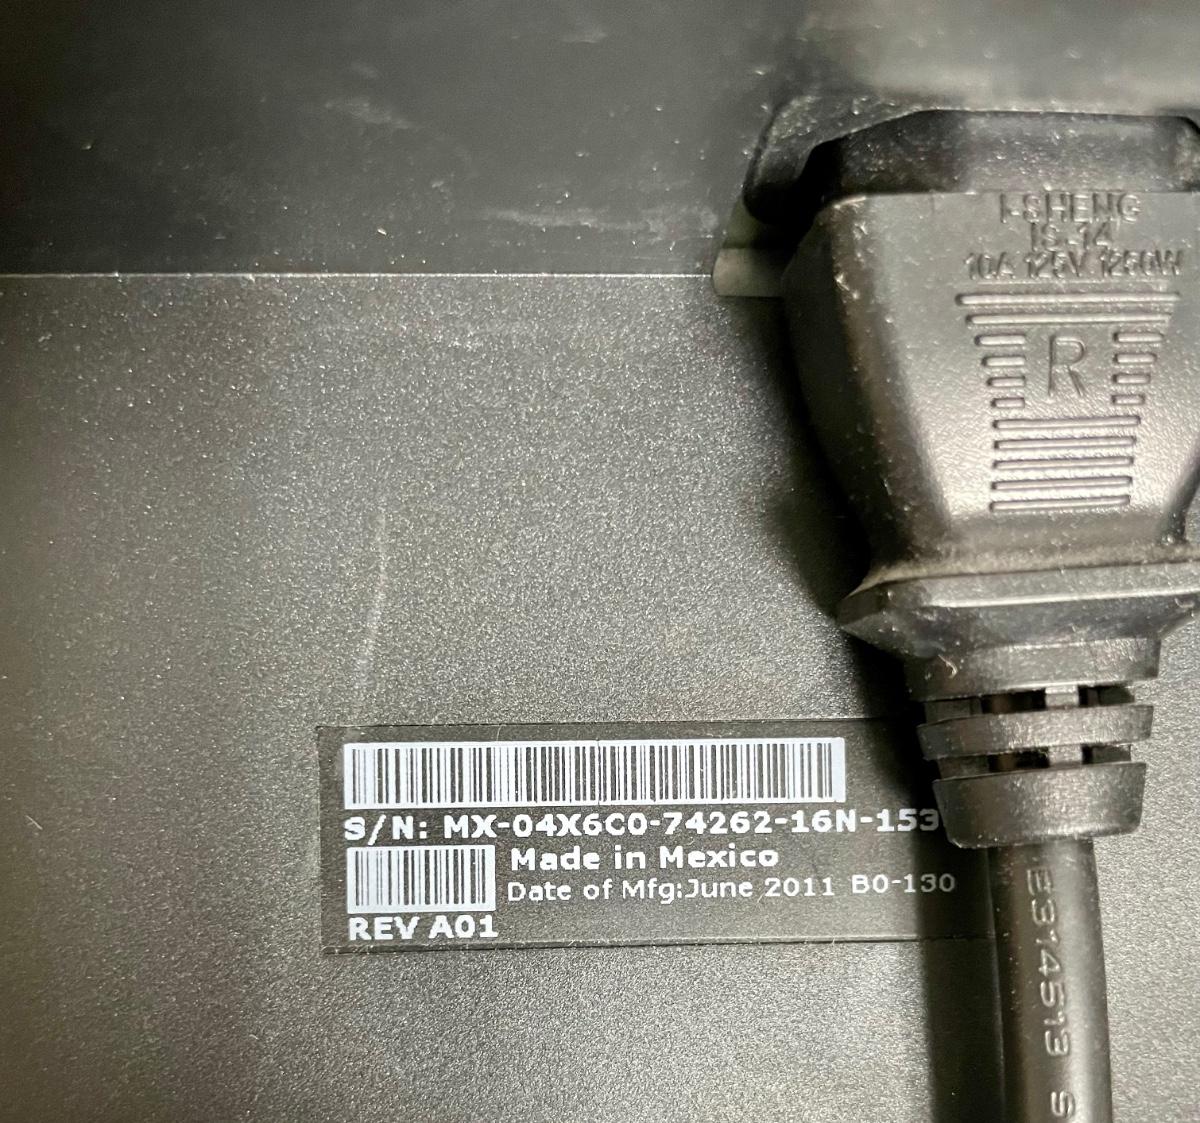 I-SHENG
IS-14
10A 125V 1250W
R
S/N: MX-04X6C0-74262-16N-153
Made in Mexico
Date of Mfg:June 2011 B0-130
REV A01
E314513 S